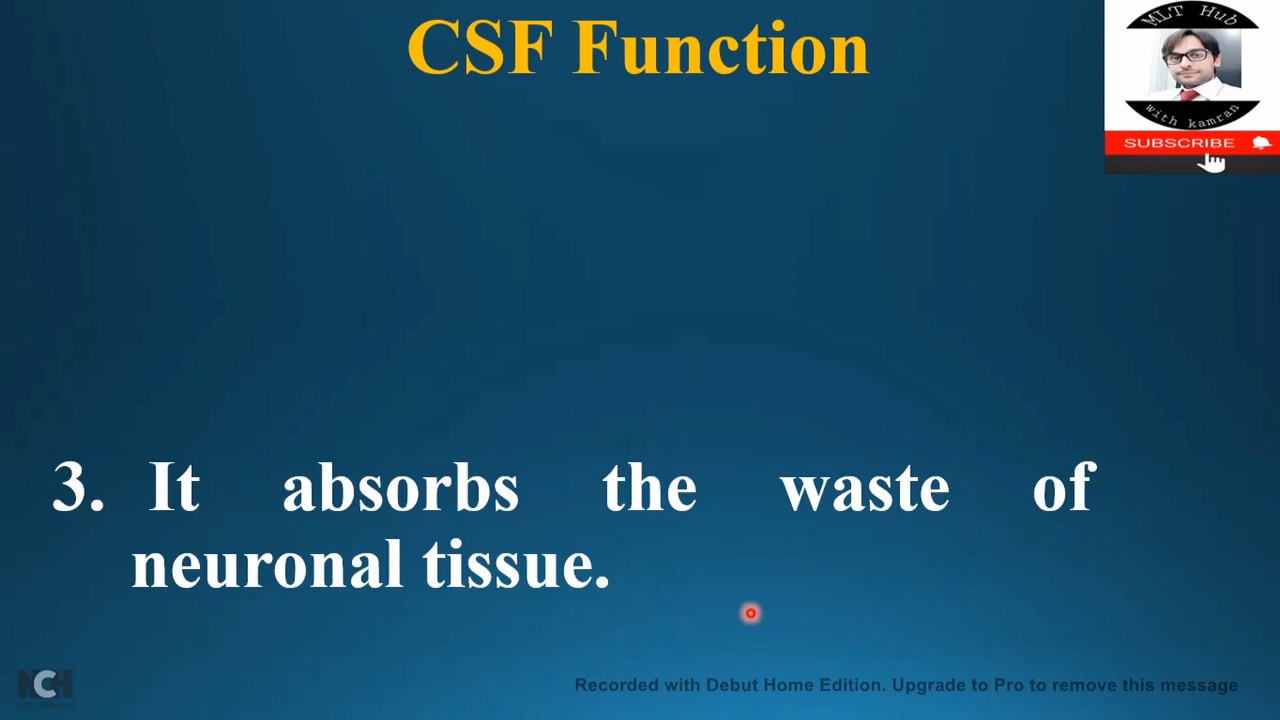 CSF Function
MLT Hub
with kamran
SUBSCRIBE
3. It absorbs the waste of
neuronal tissue.
NCH
Recorded with Debut Home Edition. Upgrade to Pro to remove this message